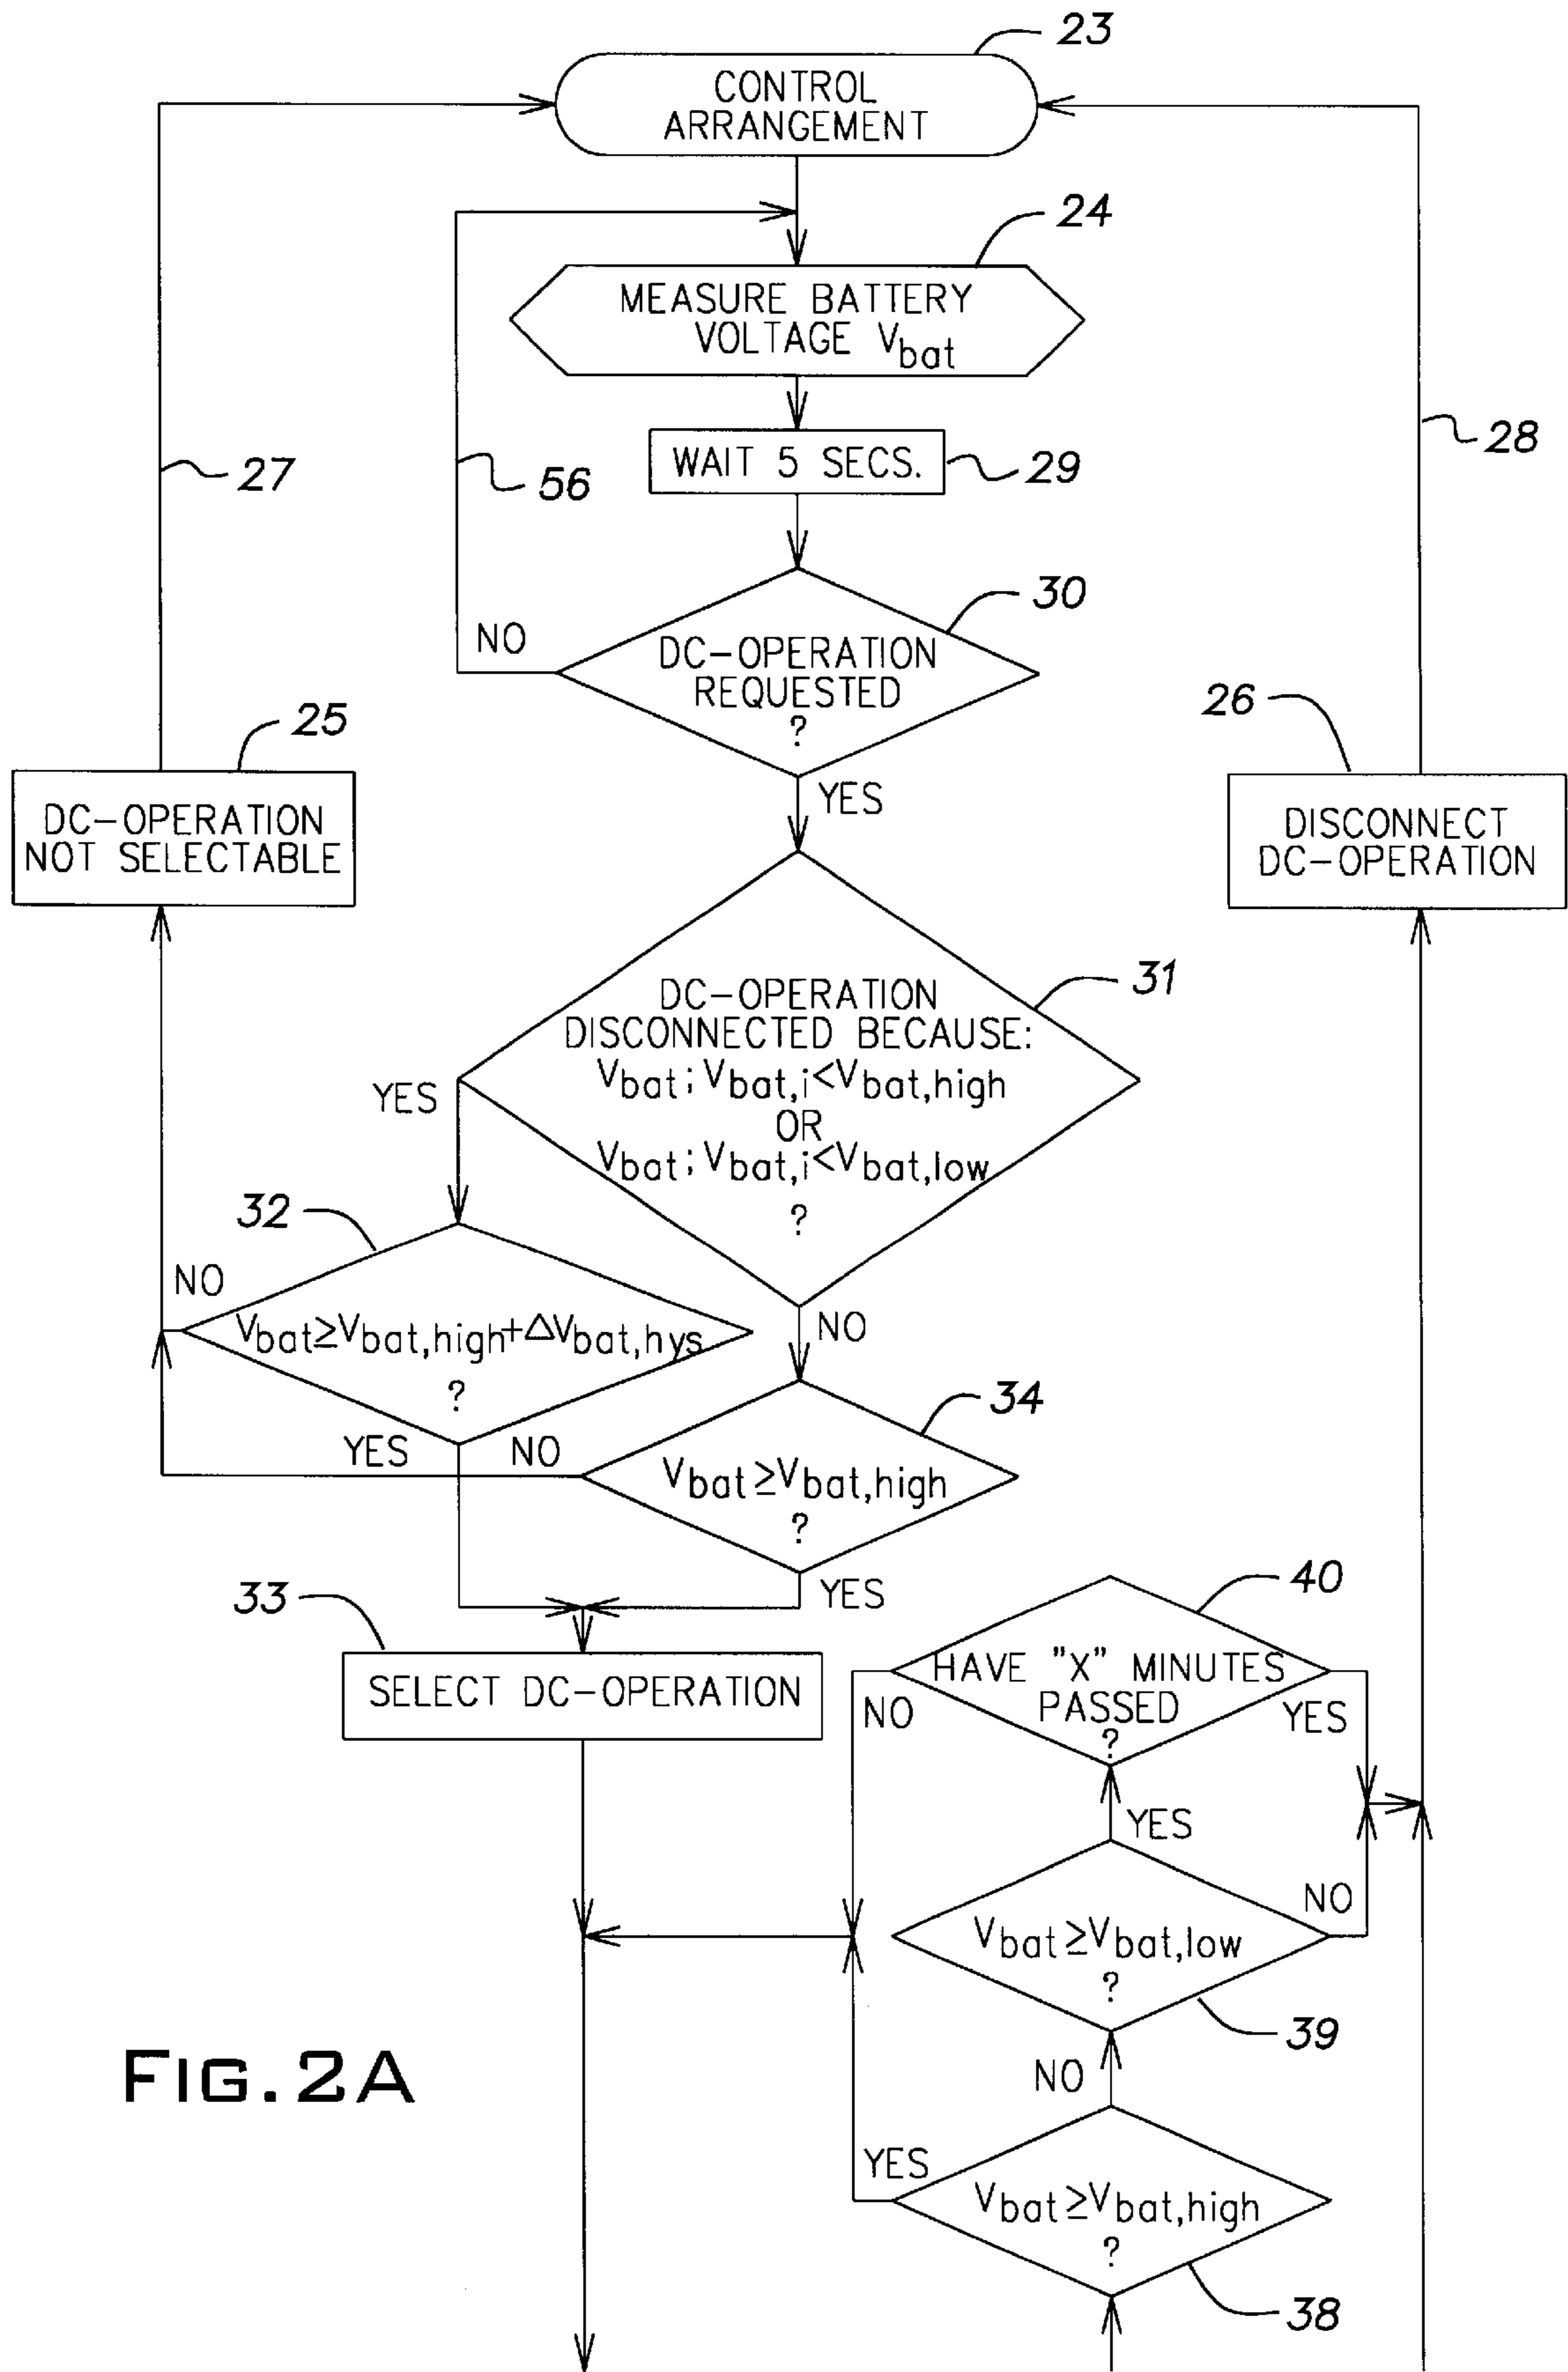 23
CONTROL
ARRANGEMENT
24
MEASURE BATTERY
VOLTAGE Vbat
WAIT 5 SECS.
29
27
56
28
30
NO
DC-OPERATION
REQUESTED
?
YES
25
DC-OPERATION
NOT SELECTABLE
26
DISCONNECT
DC-OPERATION
31
DC-OPERATION
DISCONNECTED BECAUSE:
Vbat;Vbat,i<Vbat,high
OR
Vbat;Vbat,i<Vbat,low
?
YES
NO
32
NO
Vbat≥Vbat,high+ΔVbat,hys
?
YES
34
NO
Vbat≥Vbat,high
?
YES
33
SELECT DC-OPERATION
40
HAVE "X" MINUTES
PASSED
?
NO
YES
YES
NO
Vbat≥Vbat,low
?
39
NO
YES
Vbat≥Vbat,high
?
38
FIG. 2A